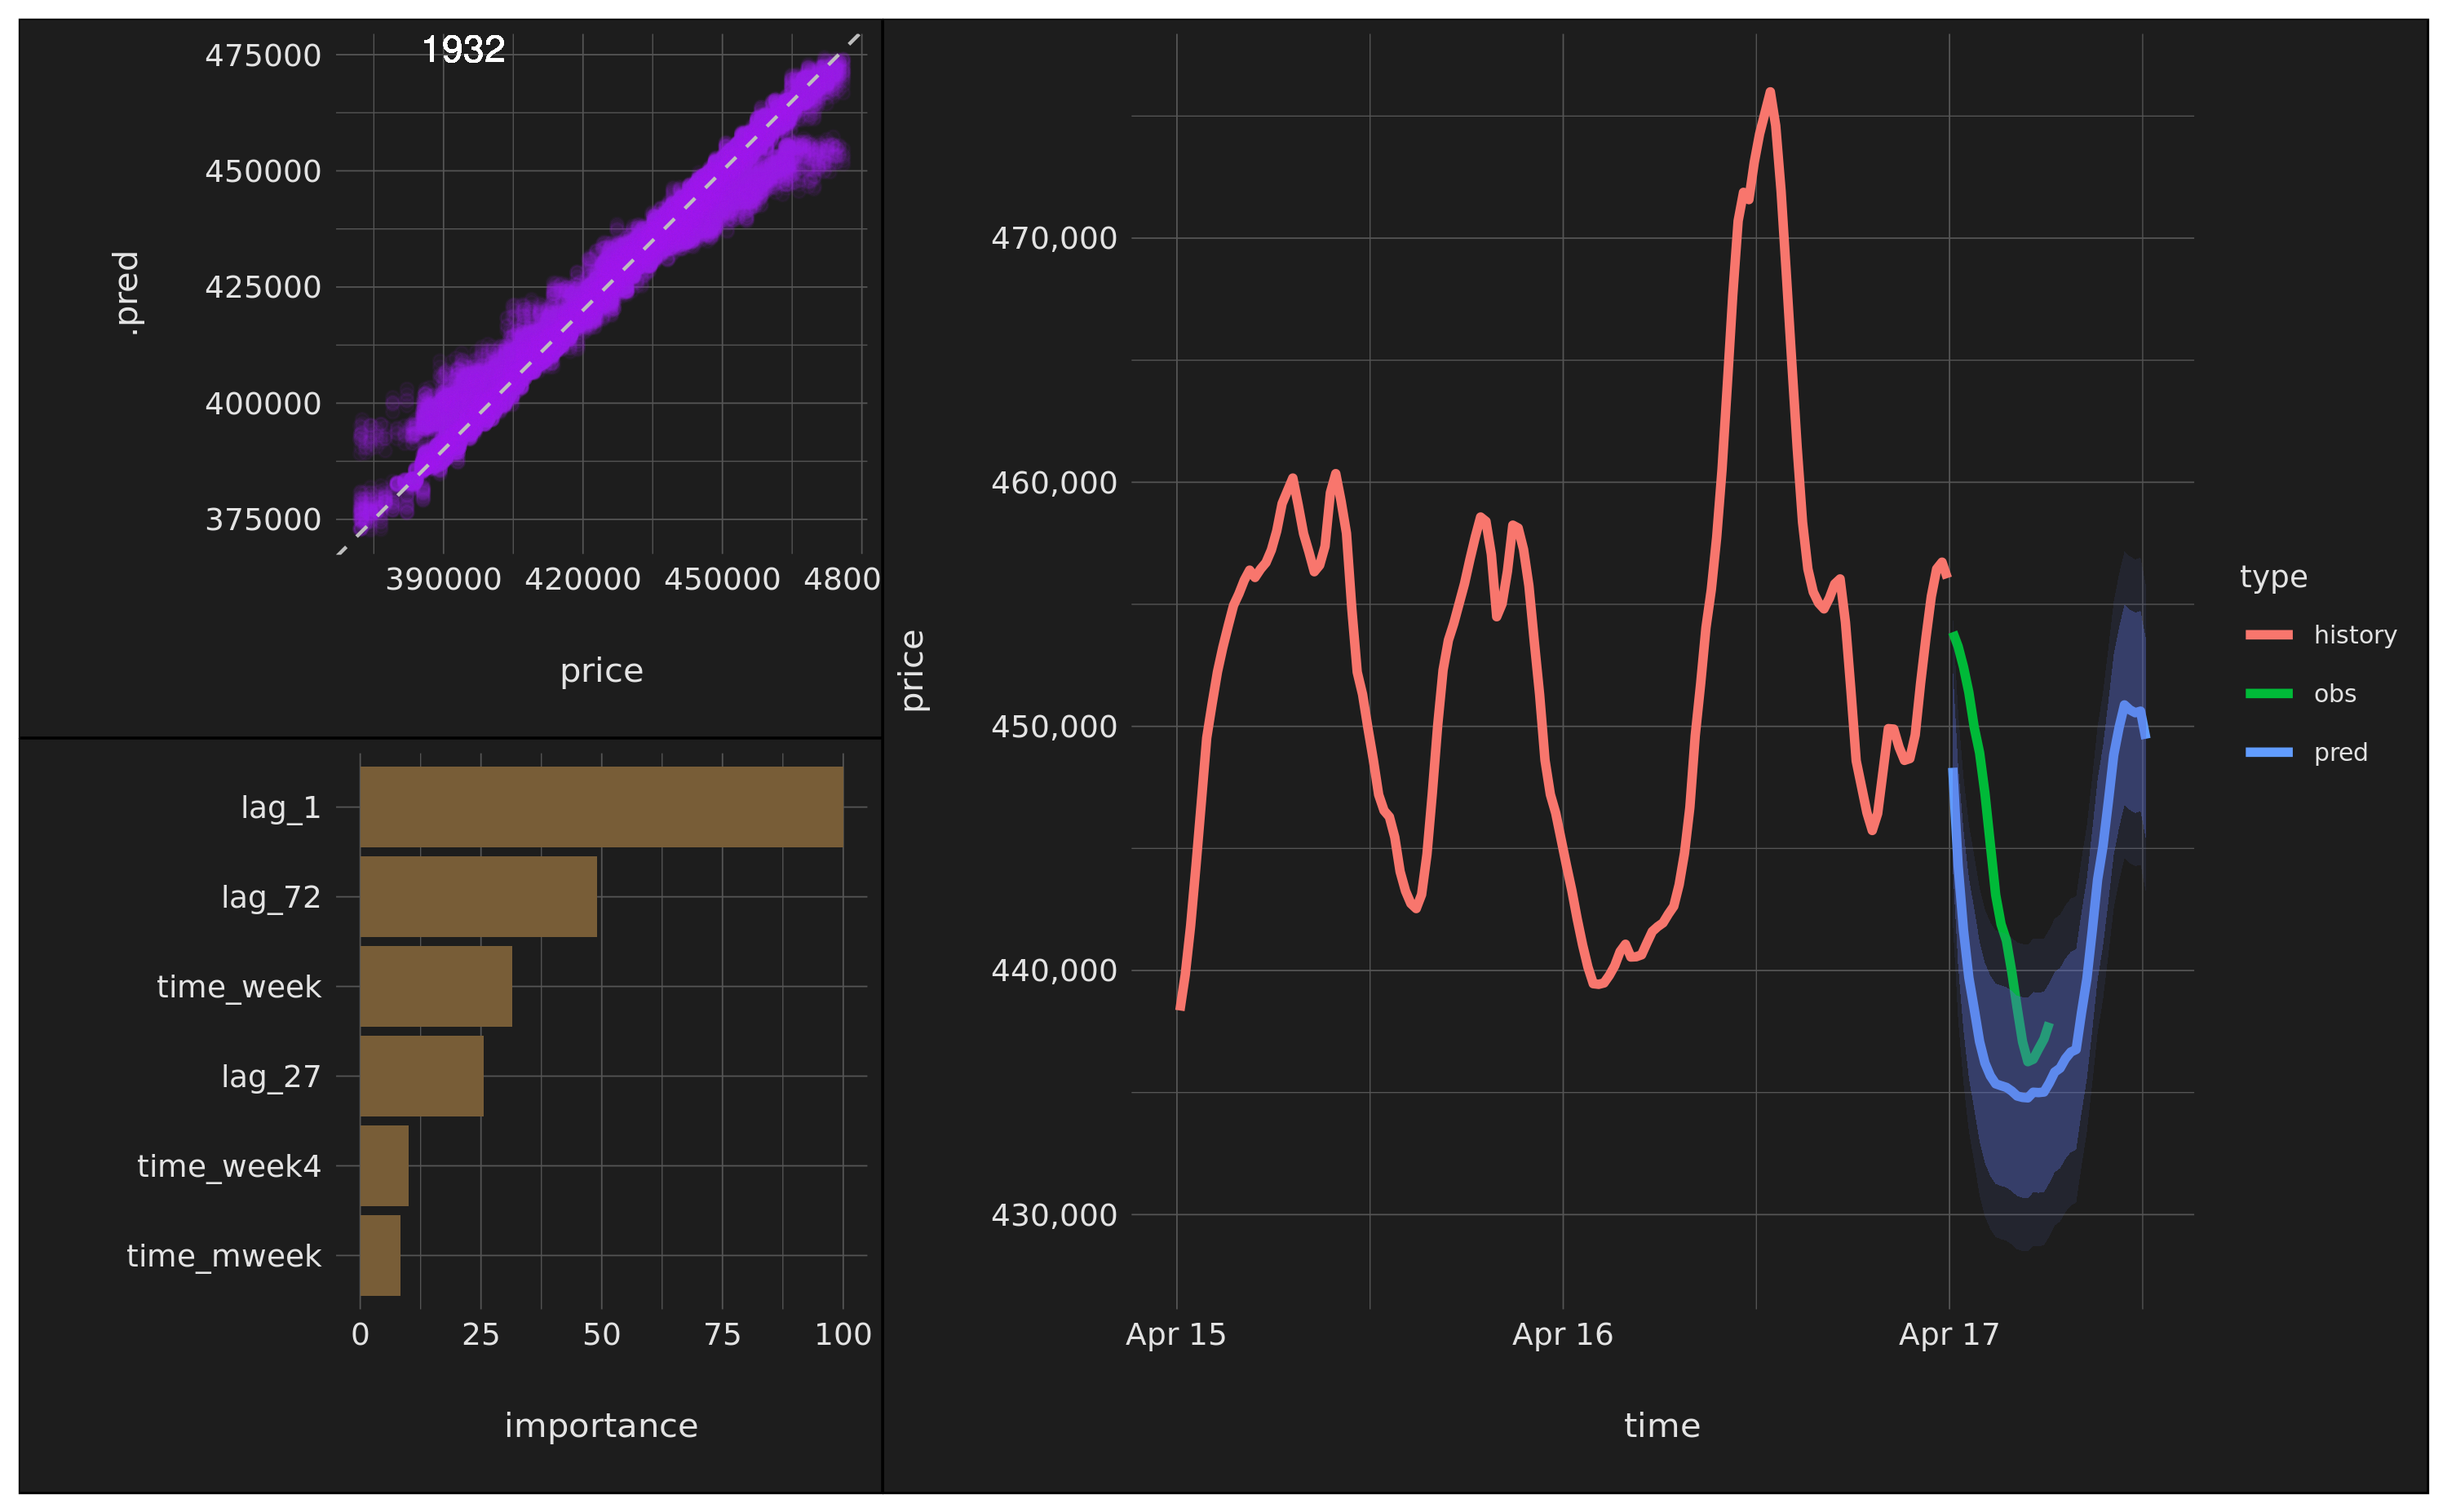 1932
475000
450000
425000
400000
375000
.pred
390000 420000 450000 4800
price
lag_1
lag_72
time_week
lag_27
time_week4
time_mweek
0 25 50 75 100
importance
470,000
460,000
450,000
440,000
430,000
price
Apr 15 Apr 16 Apr 17
time
type
history
obs
pred